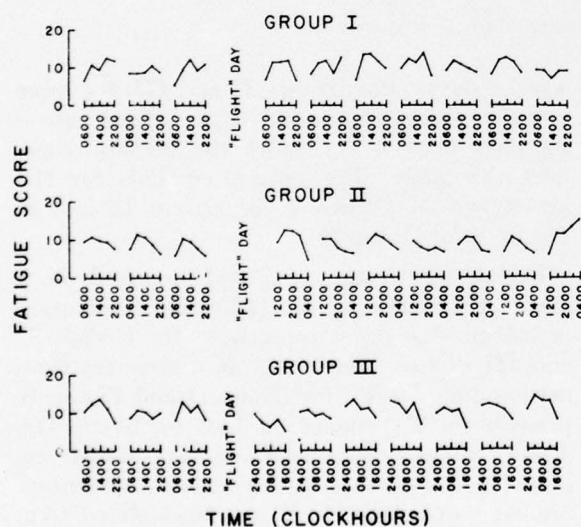 GROUP I
20
10
0
"FLIGHT" DAY
0600 1400 2200 0600 1400 2200 0600 1400 2200
0600 1400 2200 0600 1400 2200 0600 1400 2200 0600 1400 2200 0600 1400 2200 0600 1400 2200 0600 1400 2200
FATIGUE SCORE
GROUP II
20
10
0
"FLIGHT" DAY
0600 1400 2200 0600 1400 2200 0600 1400 2200
1200 2000 0400 1200 2000 0400 1200 2000 0400 1200 2000 0400 1200 2000 0400 1200 2000 0400 1200 2000 0400
GROUP III
20
10
0
"FLIGHT" DAY
0600 1400 2200 0600 1400 2200 0600 1400 2200
2400 0800 1600 2400 0800 1600 2400 0800 1600 2400 0800 1600 2400 0800 1600 2400 0800 1600 2400 0800 1600
TIME (CLOCKHOURS)